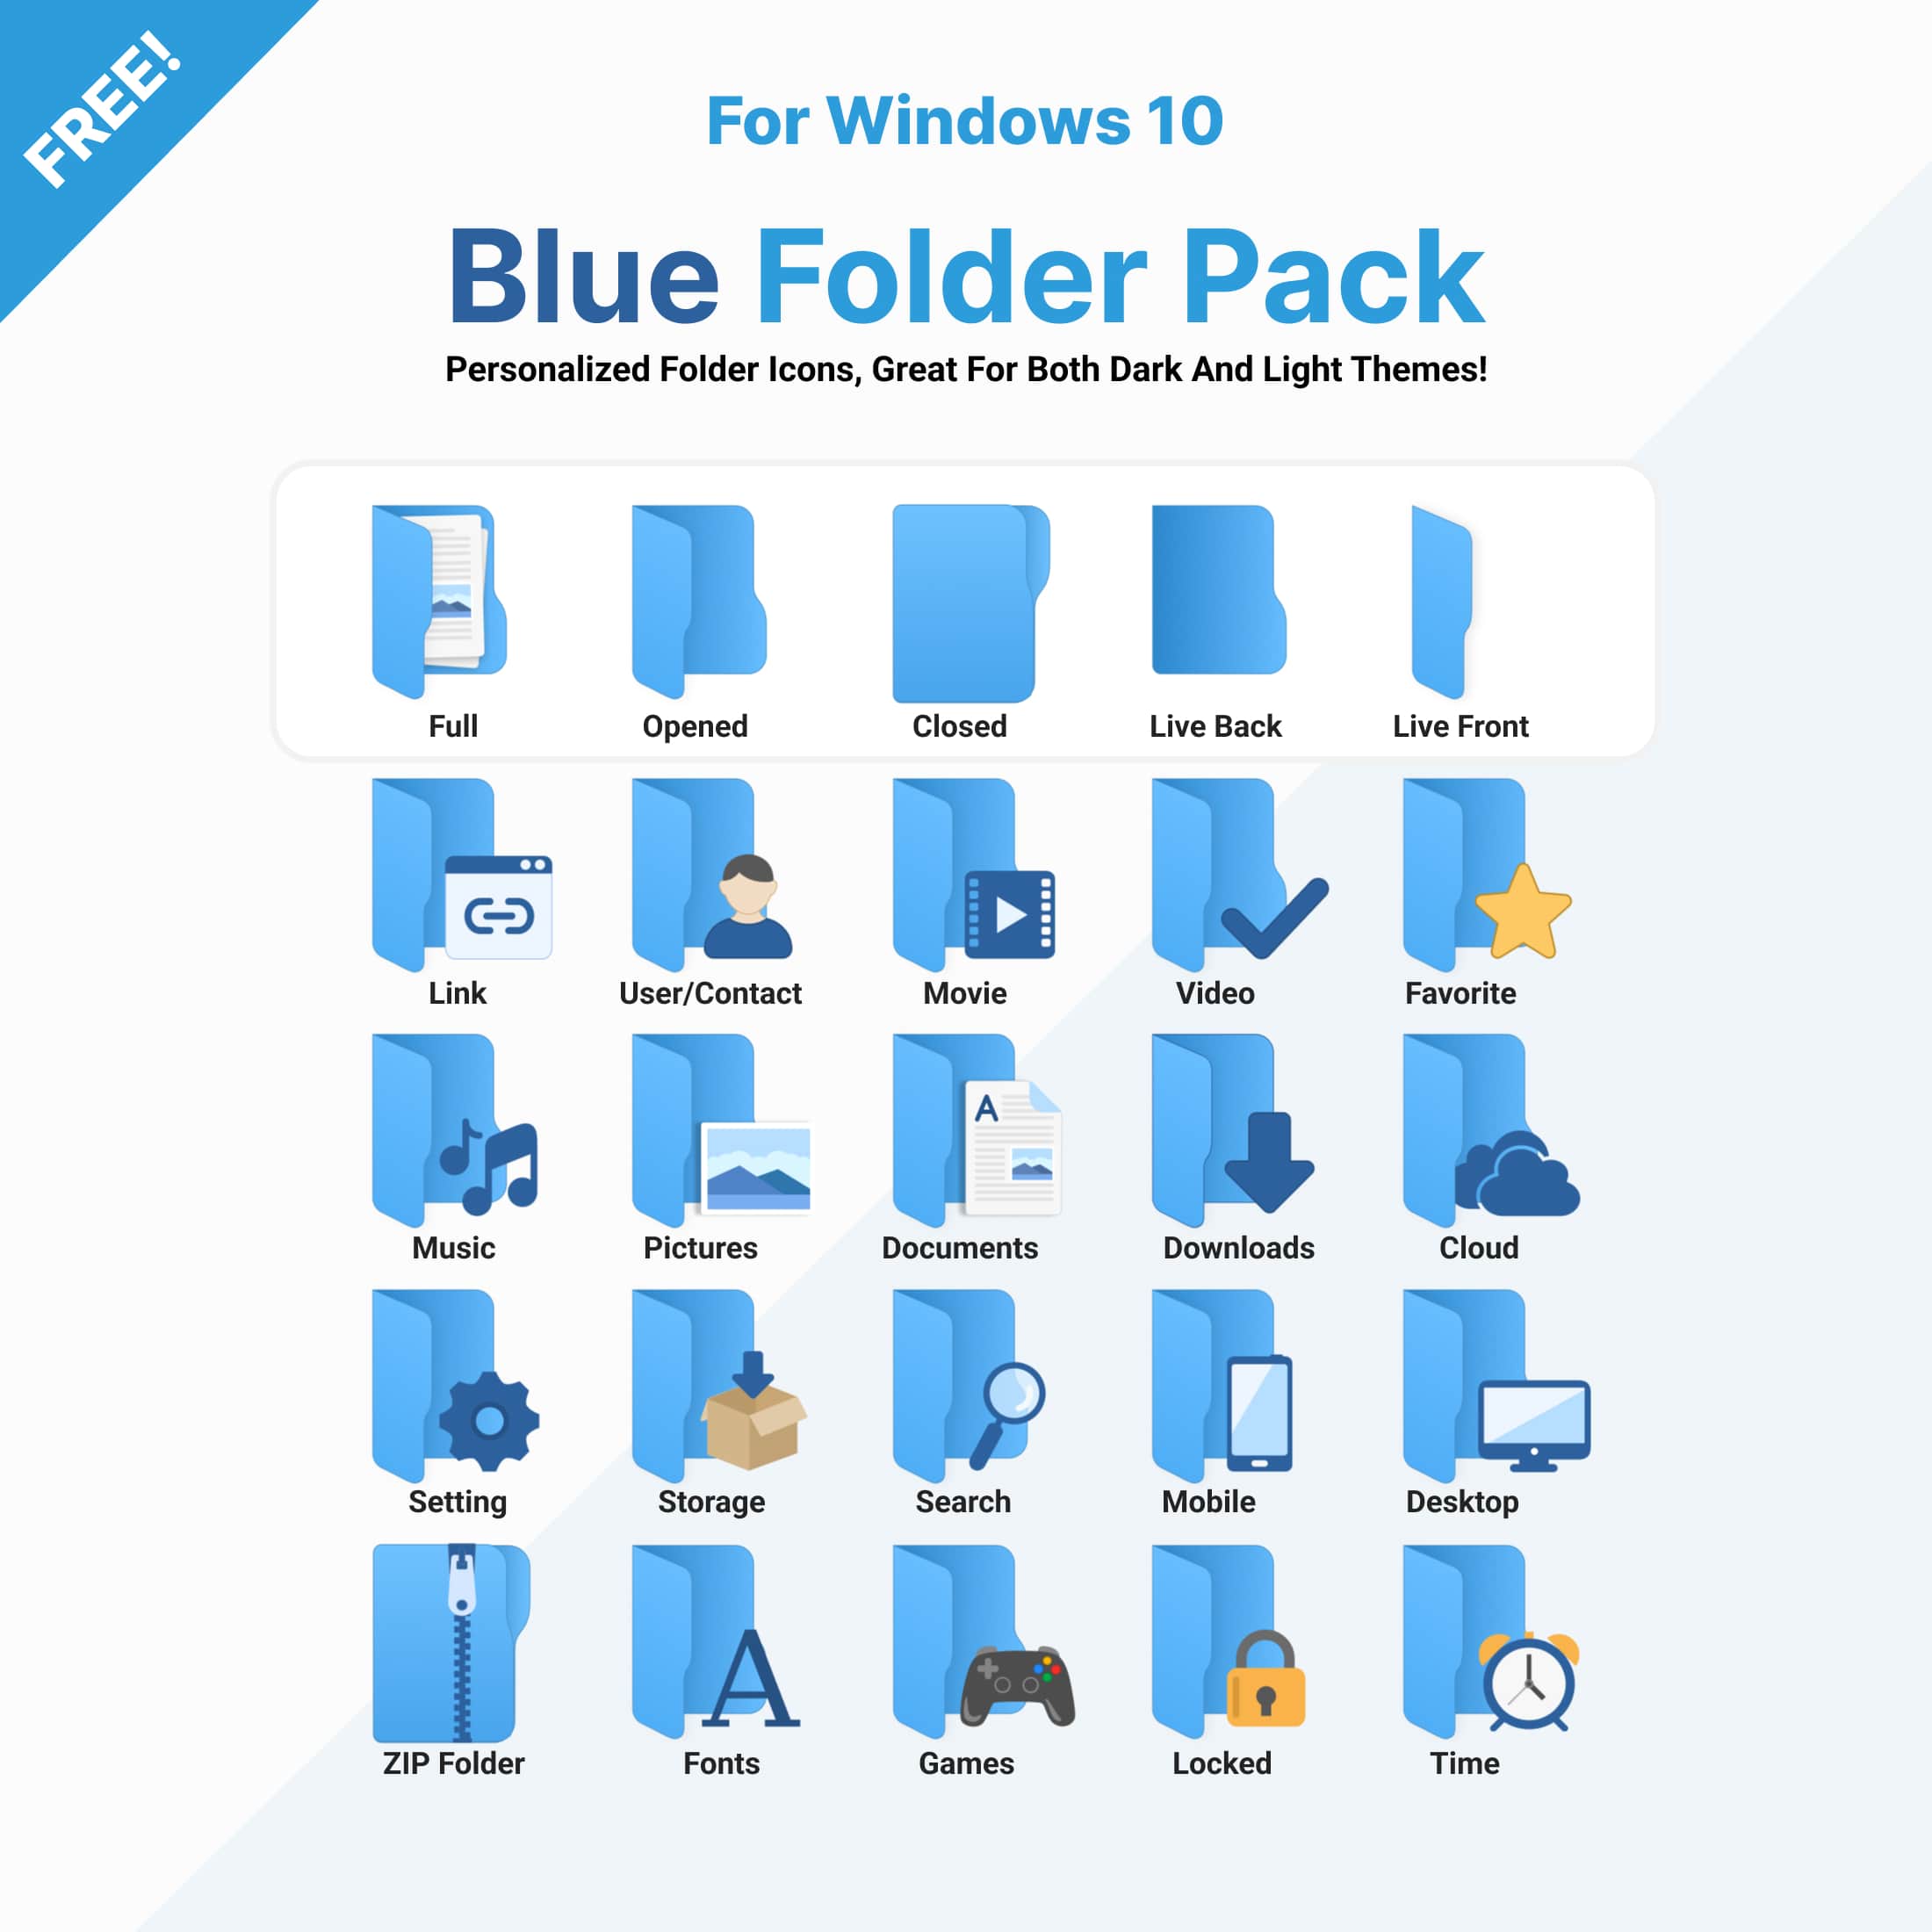 FREE!
For Windows 10
Blue Folder Pack
Personalized Folder Icons, Great For Both Dark And Light Themes!
Full
Opened
Closed
Live Back
Live Front
Link
User/Contact
Movie
Video
Favorite
Music
Pictures
A
Documents
Downloads
Cloud
Setting
Storage
Search
Mobile
Desktop
ZIP Folder
A
Fonts
Games
Locked
Time